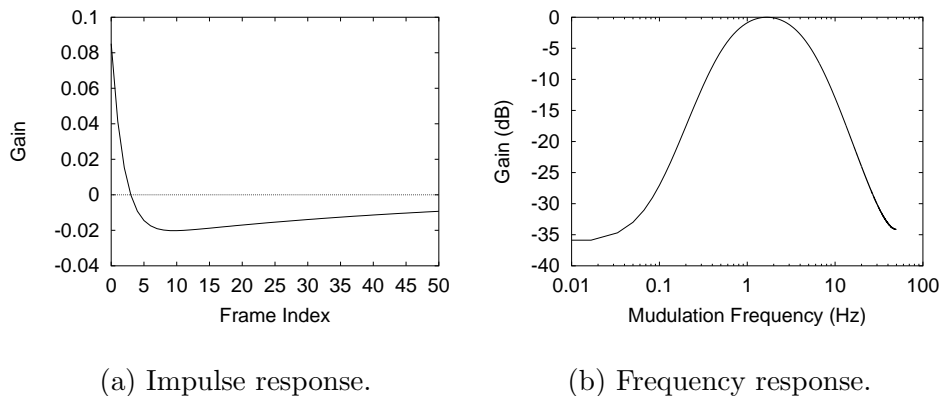 0.1
0.08
0.06
0.04
0.02
0
-0.02
-0.04
Gain
0 5 10 15 20 25 30 35 40 45 50
Frame Index
(a) Impulse response.
0
-5
-10
-15
-20
-25
-30
-35
-40
Gain (dB)
0.01 0.1 1 10 100
Mudulation Frequency (Hz)
(b) Frequency response.